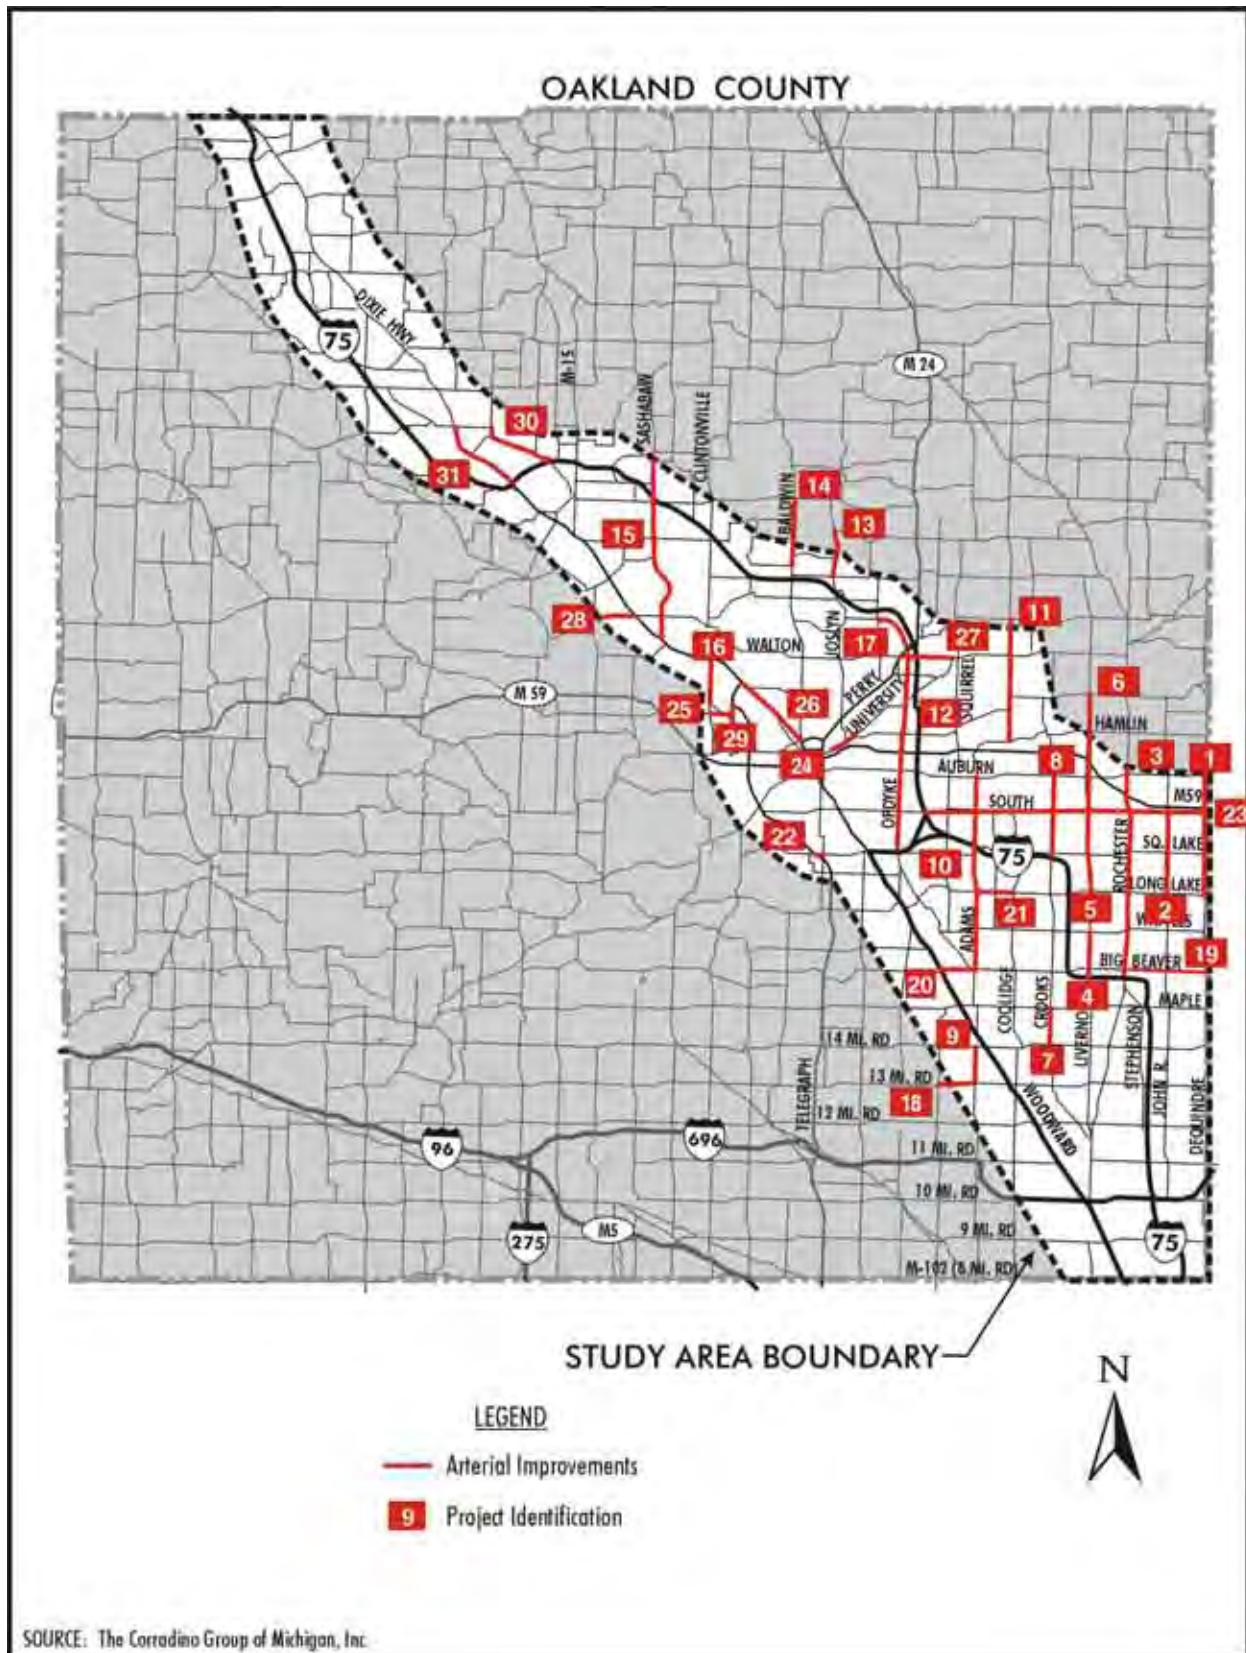 OAKLAND COUNTY
DIXIE HWY
75
M 24
M-15
SASHABAW
CLINTONVILLE
30
31
BALDWIN
14
13
15
28
16
WALTON
JOSLYN
17
27
11
SQUIRREL
PERRY
UNIVERSITY
M 59
25
26
29
12
6
HAMLIN
24
AUBURN
8
3
1
M59
OPDYKE
SOUTH
23
22
10
75
ROCHESTER
SQ. LAKE
LONG LAKE
ADAMS
21
5
2
BIG BEAVER
19
20
COOLIDGE
CROOKS
4
MAPLE
14 MI. RD
9
STEPHENSON
JOHN R.
13 MI. RD
7
18
12 MI. RD
TELEGRAPH
WOODWARD
DEQUINDRE
96
696
11 MI. RD
10 MI. RD
275
M5
9 MI. RD
75
M-102 (8 MI. RD)
STUDY AREA BOUNDARY
N
LEGEND
Arterial Improvements
9 Project Identification
SOURCE: The Corradino Group of Michigan, Inc